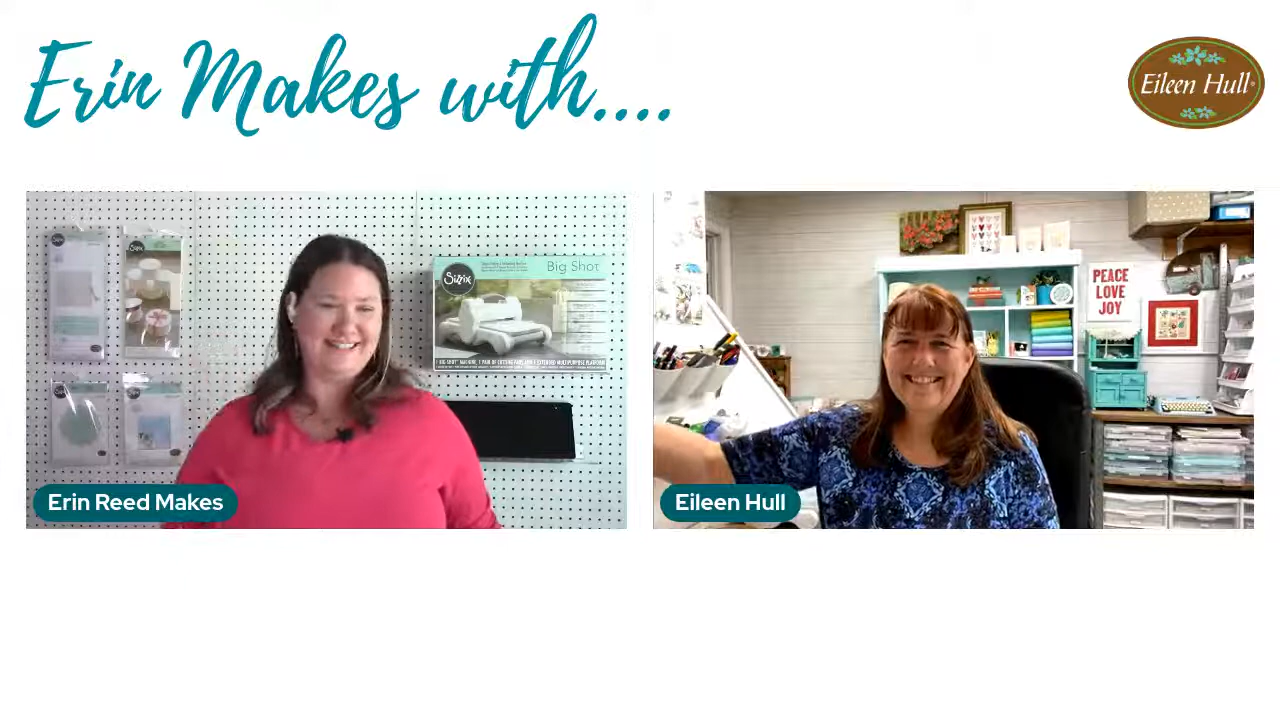 Erin Makes with....
Eileen Hull
Sizzix
Big Shot
PEACE
LOVE
JOY
Erin Reed Makes
Eileen Hull